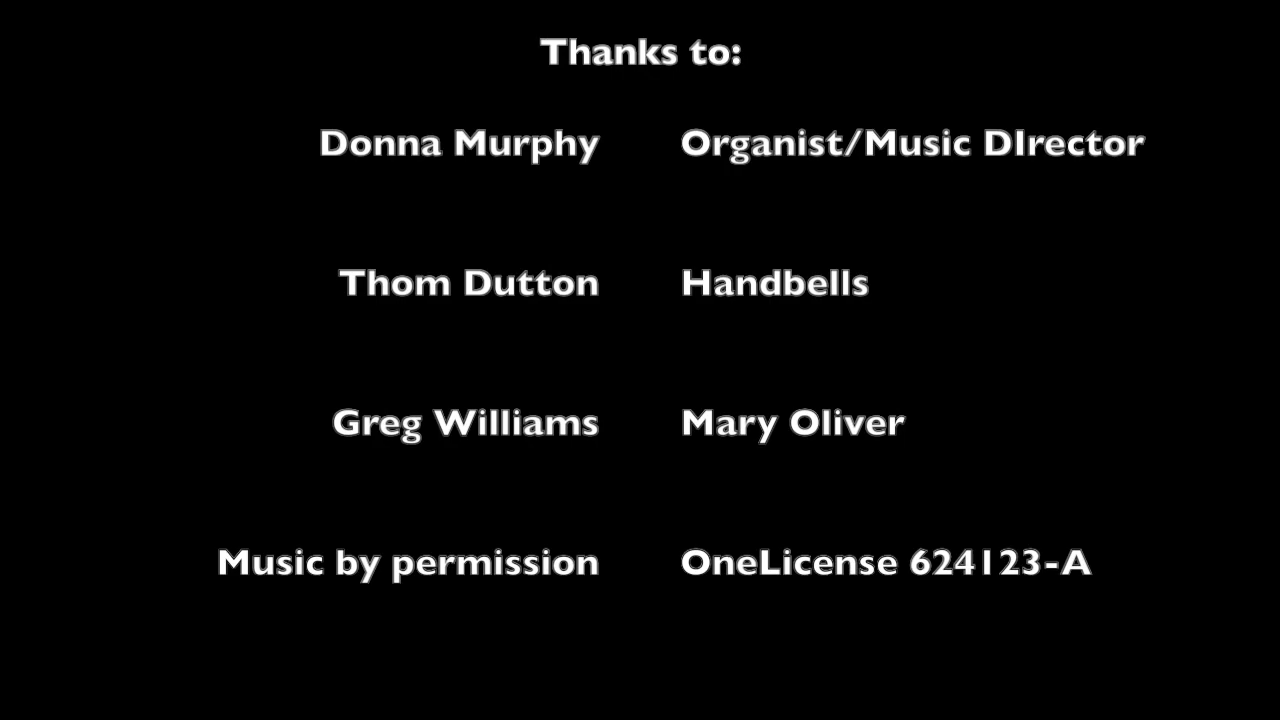 Thanks to:
Donna Murphy Organist/Music DIrector
Thom Dutton Handbells
Greg Williams Mary Oliver
Music by permission OneLicense 624123-A